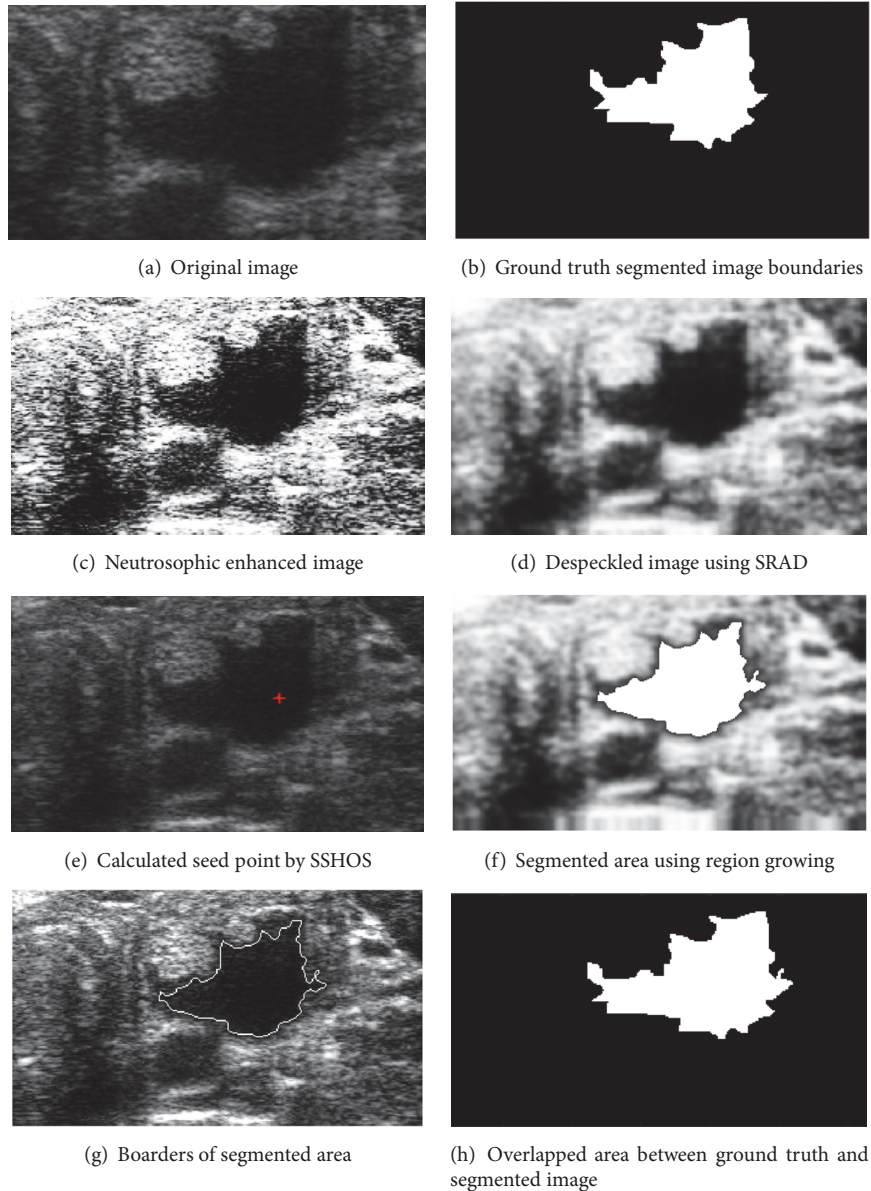 (a) Original image
(b) Ground truth segmented image boundaries
(c) Neutrosophic enhanced image
(d) Despeckled image using SRAD
(e) Calculated seed point by SSHOS
(f) Segmented area using region growing
(g) Boarders of segmented area
(h) Overlapped area between ground truth and
segmented image